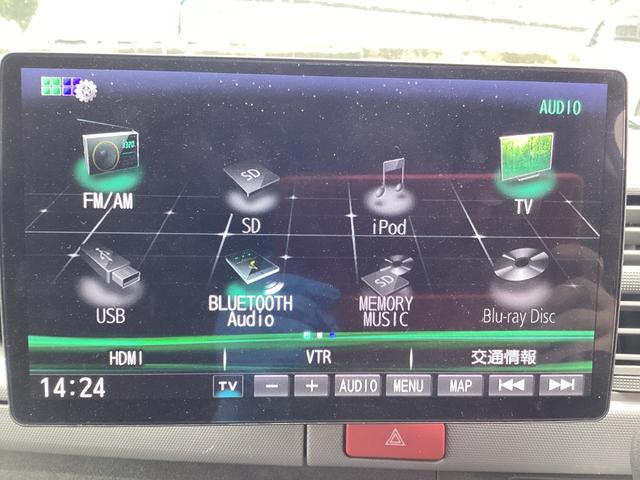 AUDIO
FM/AM
SD
SD
iPod
TV
USB
BLUETOOTH
Audio
SD
MEMORY
MUSIC
Blu-ray Disc
HDMI
VTR
交通情報
14:24
TV − + AUDIO MENU MAP